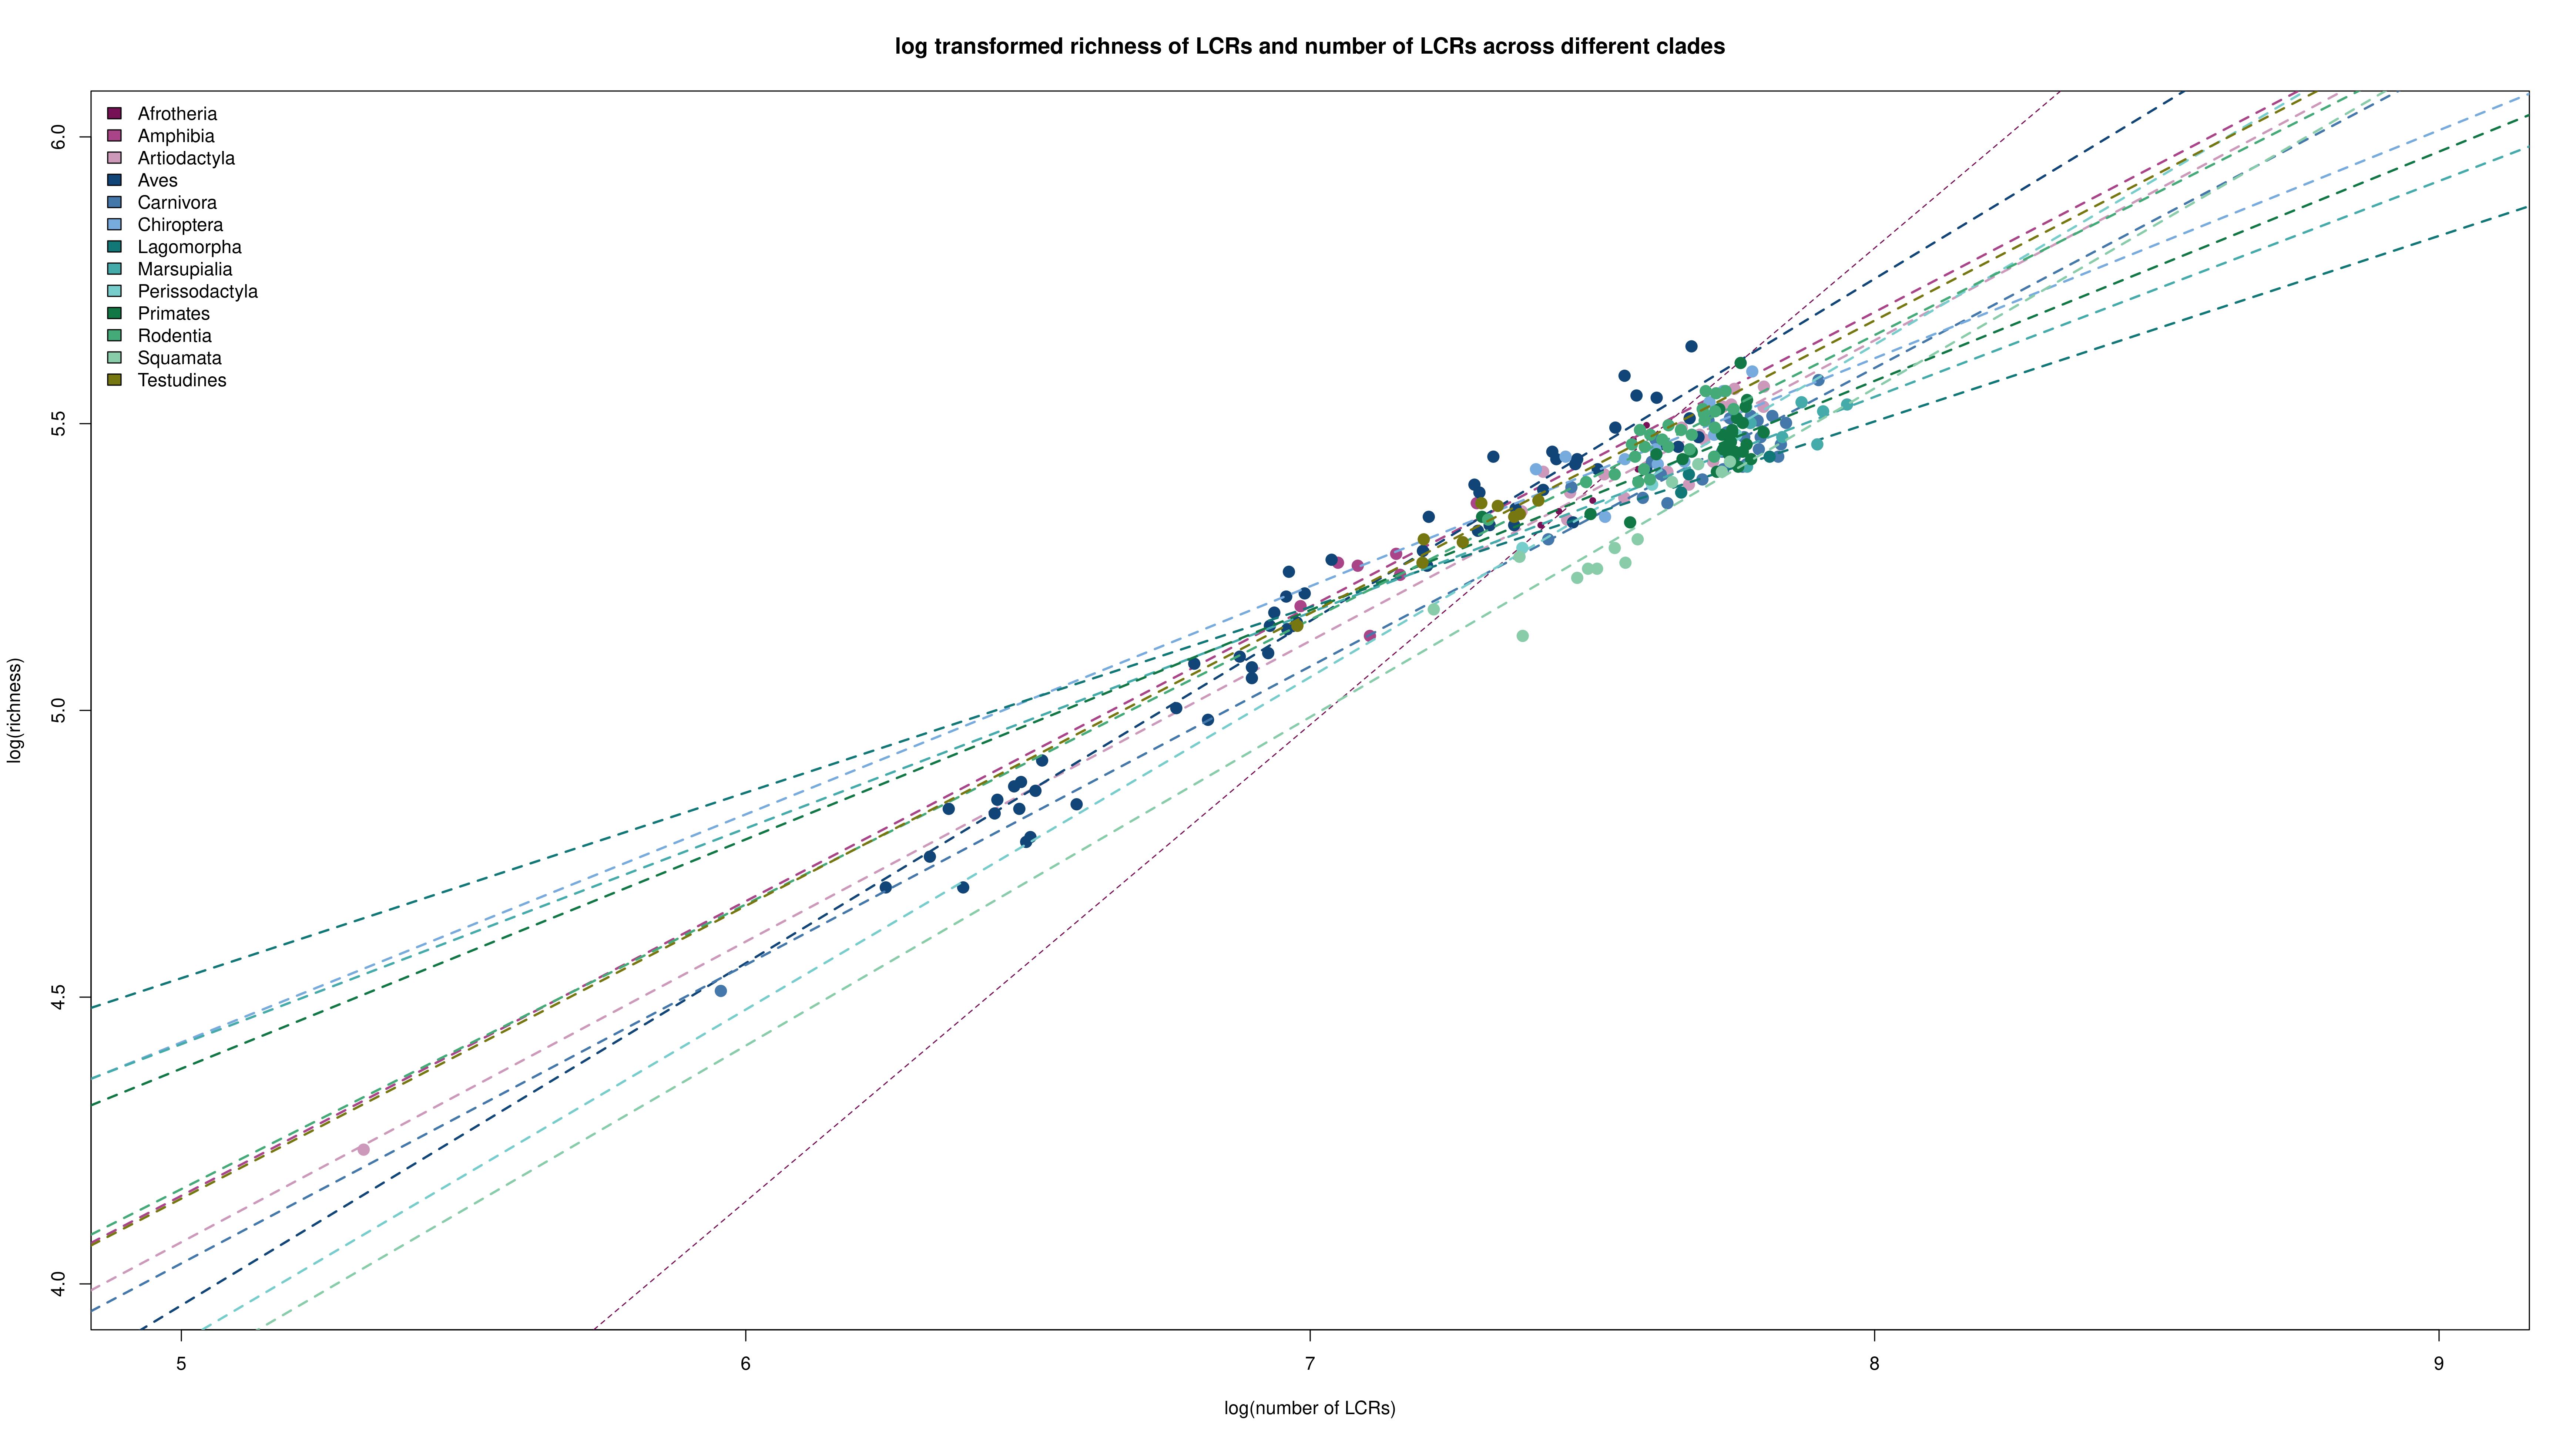 log transformed richness of LCRs and number of LCRs across different clades
Afrotheria
Amphibia
Artiodactyla
Aves
Carnivora
Chiroptera
Lagomorpha
Marsupialia
Perissodactyla
Primates
Rodentia
Squamata
Testudines
6.0
5.5
5.0
4.5
4.0
log(richness)
5 6 7 8 9
log(number of LCRs)